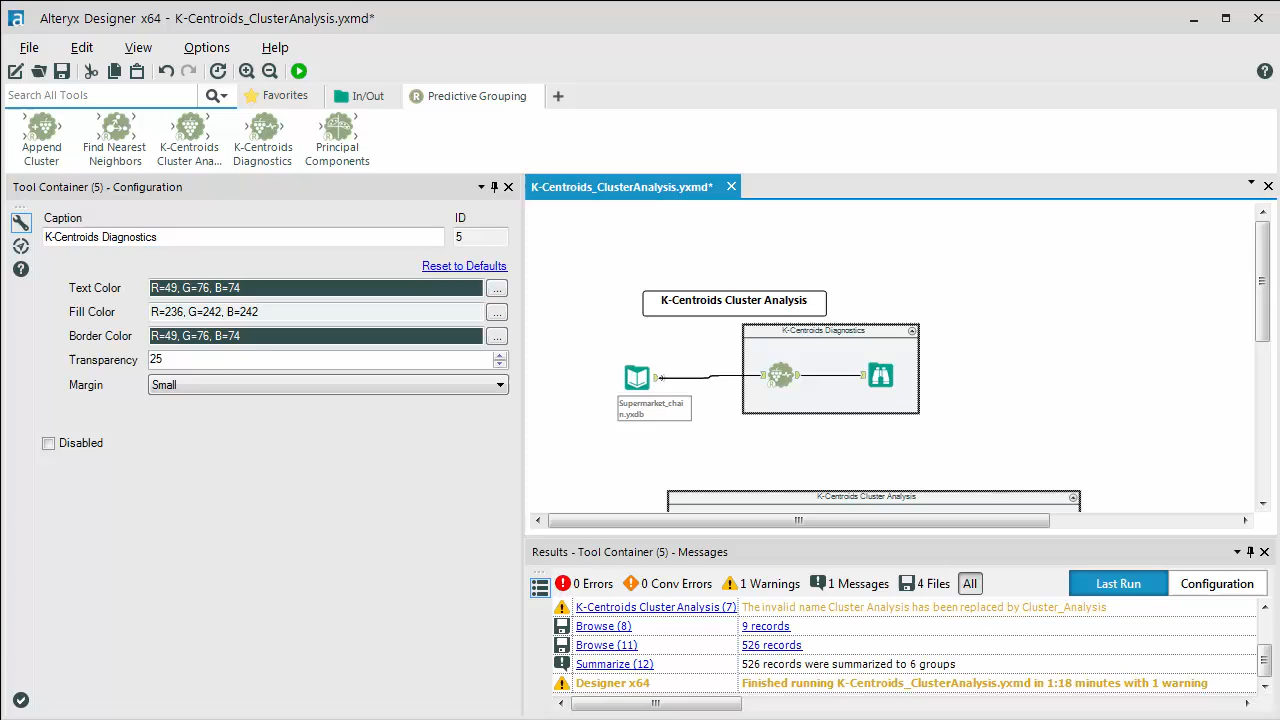 Alteryx Designer x64 - K-Centroids_ClusterAnalysis.yxmd*
File Edit View Options Help
Search All Tools Favorites In/Out Predictive Grouping
Append Cluster
Find Nearest Neighbors
K-Centroids Cluster Ana...
K-Centroids Diagnostics
Principal Components
Tool Container (5) - Configuration
Caption ID
K-Centroids Diagnostics 5
Reset to Defaults
Text Color R=49, G=76, B=74 ...
Fill Color R=236, G=242, B=242 ...
Border Color R=49, G=76, B=74 ...
Transparency 25
Margin Small
Disabled
K-Centroids_ClusterAnalysis.yxmd*
K-Centroids Cluster Analysis
K-Centroids Diagnostics
Supermarket_chai
n.yxdb
K-Centroids Cluster Analysis
Results - Tool Container (5) - Messages
0 Errors 0 Conv Errors 1 Warnings 1 Messages 4 Files All Last Run Configuration
K-Centroids Cluster Analysis (7) The invalid name Cluster Analysis has been replaced by Cluster_Analysis
Browse (8) 9 records
Browse (11) 526 records
Summarize (12) 526 records were summarized to 6 groups
Designer x64 Finished running K-Centroids_ClusterAnalysis.yxmd in 1:18 minutes with 1 warning